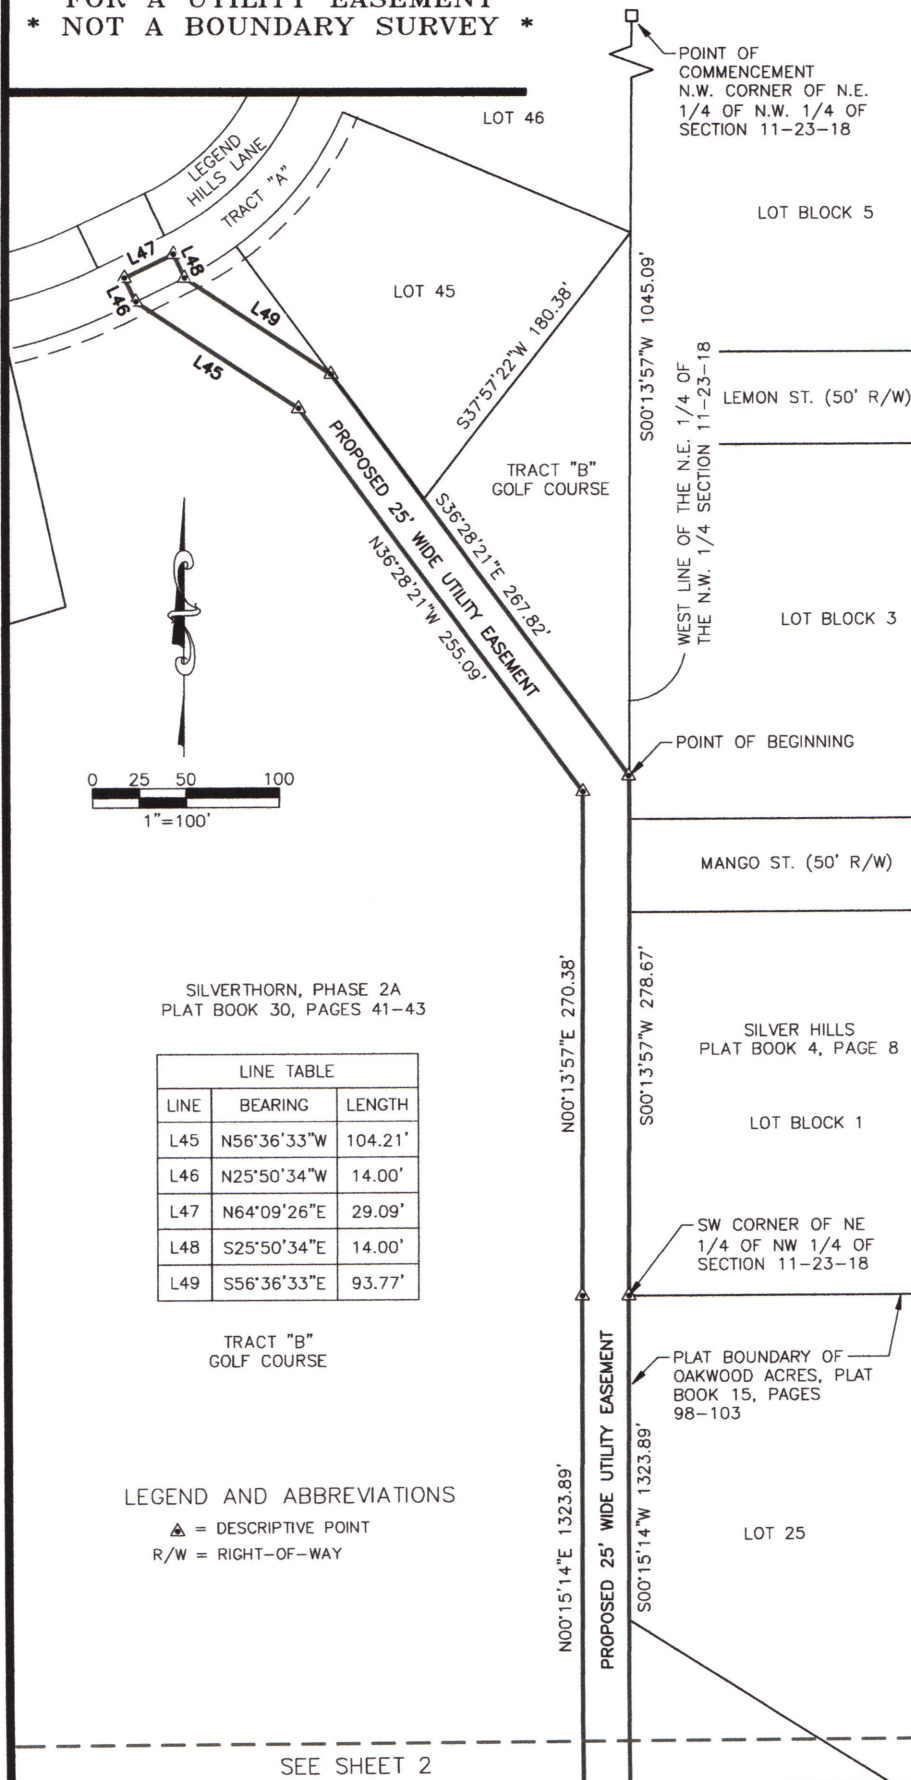 FOR A UTILITY EASEMENT
* NOT A BOUNDARY SURVEY *
POINT OF
COMMENCEMENT
N.W. CORNER OF N.E.
1/4 OF N.W. 1/4 OF
SECTION 11-23-18
LOT 46
LEGEND
HILLS LANE
TRACT "A"
LOT BLOCK 5
L47
L48
L46
L49
L45
LOT 45
S37°57'22"W 180.38'
S00°13'57"W 1045.09'
WEST LINE OF THE N.E. 1/4 OF
THE N.W. 1/4 SECTION 11-23-18
LEMON ST. (50' R/W)
TRACT "B"
GOLF COURSE
PROPOSED 25' WIDE UTILITY EASEMENT
S36°28'21"E 267.82'
N36°28'21"W 255.09'
LOT BLOCK 3
POINT OF BEGINNING
0 25 50 100
1"=100'
MANGO ST. (50' R/W)
SILVERTHORN, PHASE 2A
PLAT BOOK 30, PAGES 41-43
N00°13'57"E 270.38'
S00°13'57"W 278.67'
SILVER HILLS
PLAT BOOK 4, PAGE 8
LOT BLOCK 1
LINE TABLE
LINE BEARING LENGTH
L45 N56°36'33"W 104.21'
L46 N25°50'34"W 14.00'
L47 N64°09'26"E 29.09'
L48 S25°50'34"E 14.00'
L49 S56°36'33"E 93.77'
SW CORNER OF NE
1/4 OF NW 1/4 OF
SECTION 11-23-18
TRACT "B"
GOLF COURSE
PLAT BOUNDARY OF
OAKWOOD ACRES, PLAT
BOOK 15, PAGES
98-103
LEGEND AND ABBREVIATIONS
= DESCRIPTIVE POINT
R/W = RIGHT-OF-WAY
N00°15'14"E 1323.89'
PROPOSED 25' WIDE UTILITY EASEMENT
S00°15'14"W 1323.89'
LOT 25
SEE SHEET 2